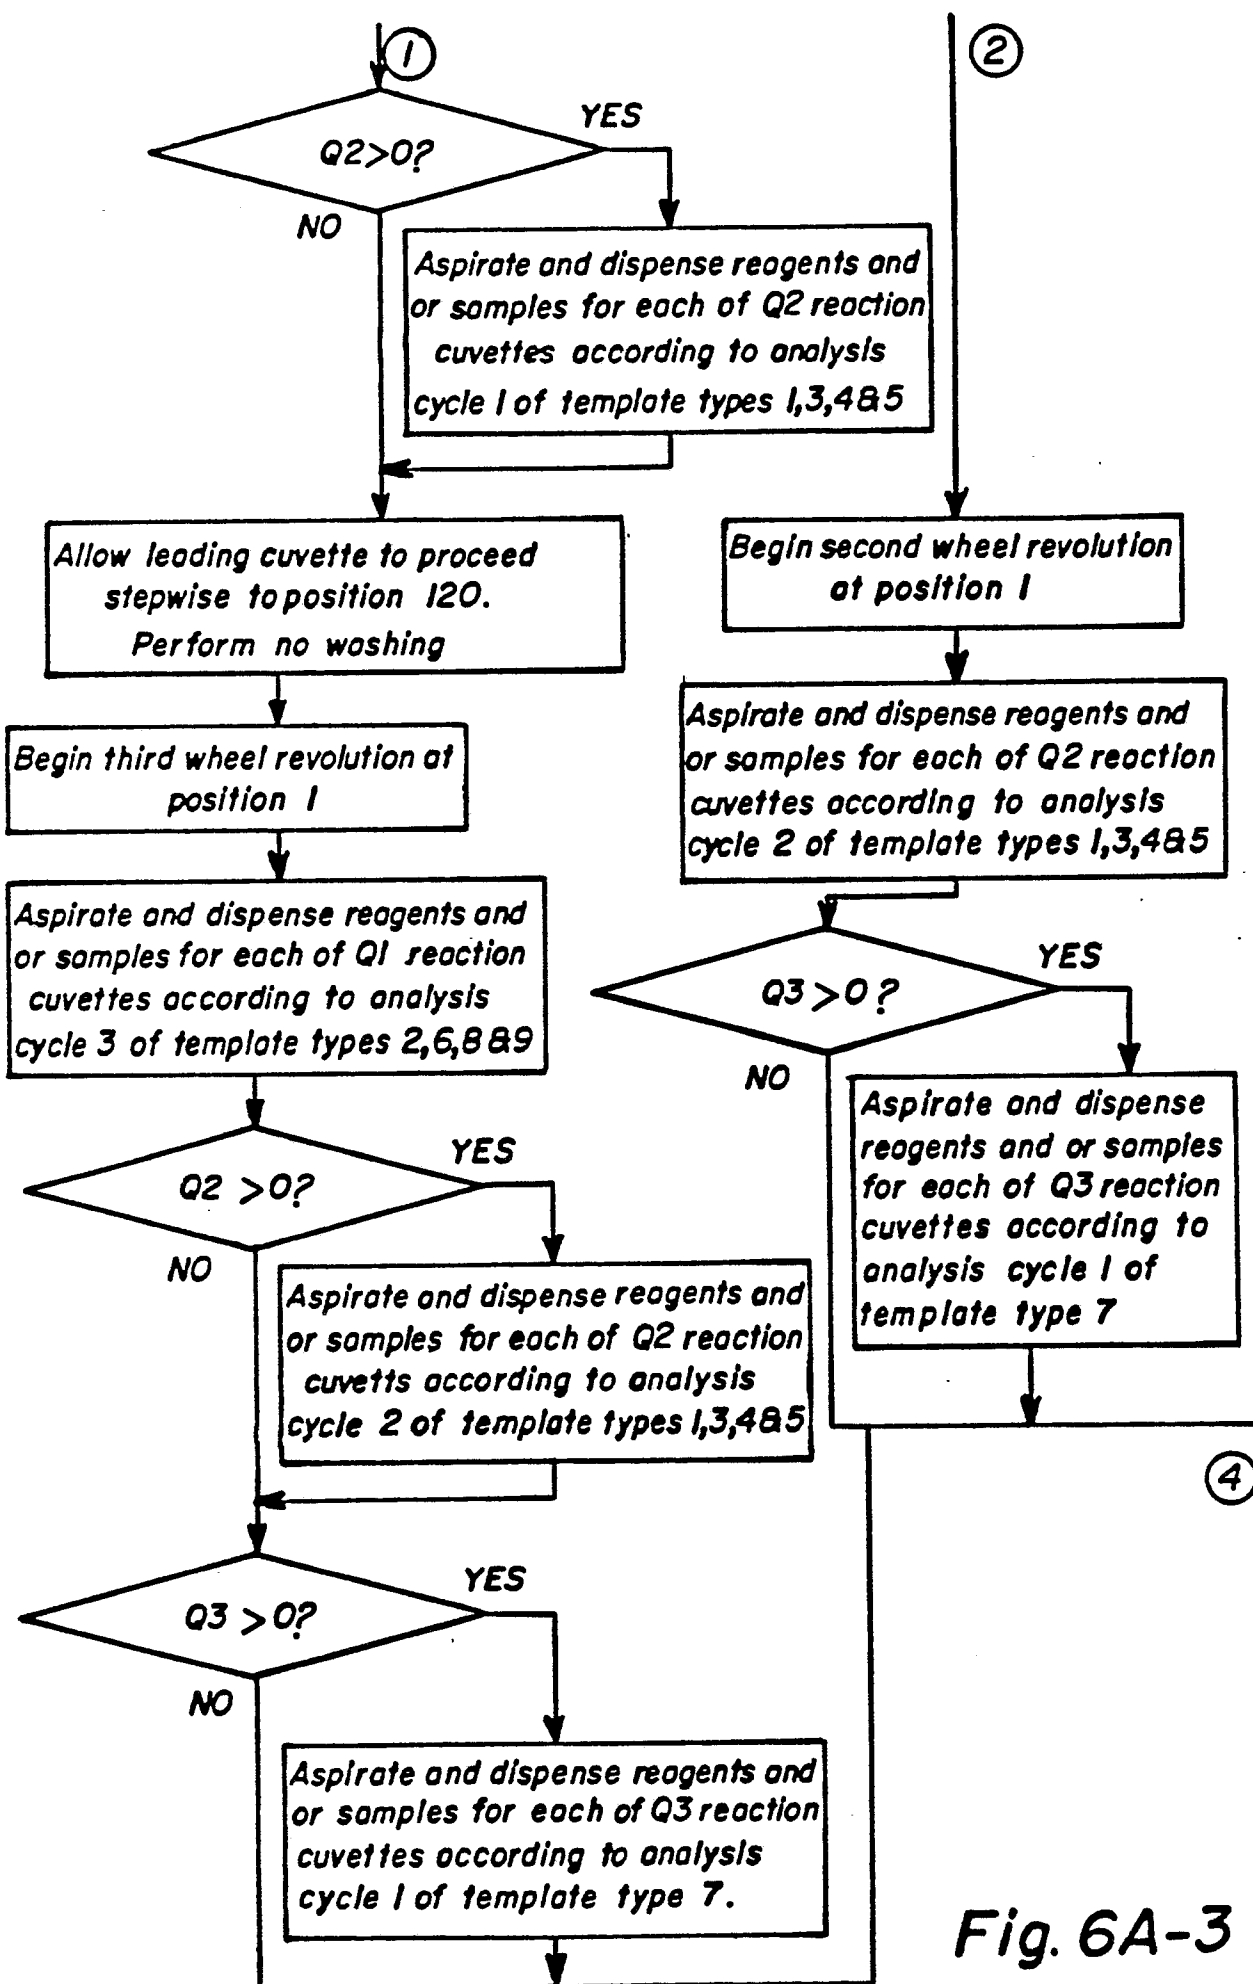 1
Q2>0?
YES
NO
Aspirate and dispense reagents and
or samples for each of Q2 reaction
cuvettes according to analysis
cycle 1 of template types 1,3,4&5
Allow leading cuvette to proceed
stepwise to position 120.
Perform no washing
Begin third wheel revolution at
position 1
Aspirate and dispense reagents and
or samples for each of Q1 reaction
cuvettes according to analysis
cycle 3 of template types 2,6,8&9
Q2 >0?
YES
NO
Aspirate and dispense reagents and
or samples for each of Q2 reaction
cuvetts according to analysis
cycle 2 of template types 1,3,4&5
Q3 >0?
YES
NO
Aspirate and dispense reagents and
or samples for each of Q3 reaction
cuvettes according to analysis
cycle 1 of template type 7.
2
Begin second wheel revolution
at position 1
Aspirate and dispense reagents and
or samples for each of Q2 reaction
cuvettes according to analysis
cycle 2 of template types 1,3,4&5
Q3 >0?
YES
NO
Aspirate and dispense
reagents and or samples
for each of Q3 reaction
cuvettes according to
analysis cycle 1 of
template type 7
4
Fig. 6A-3